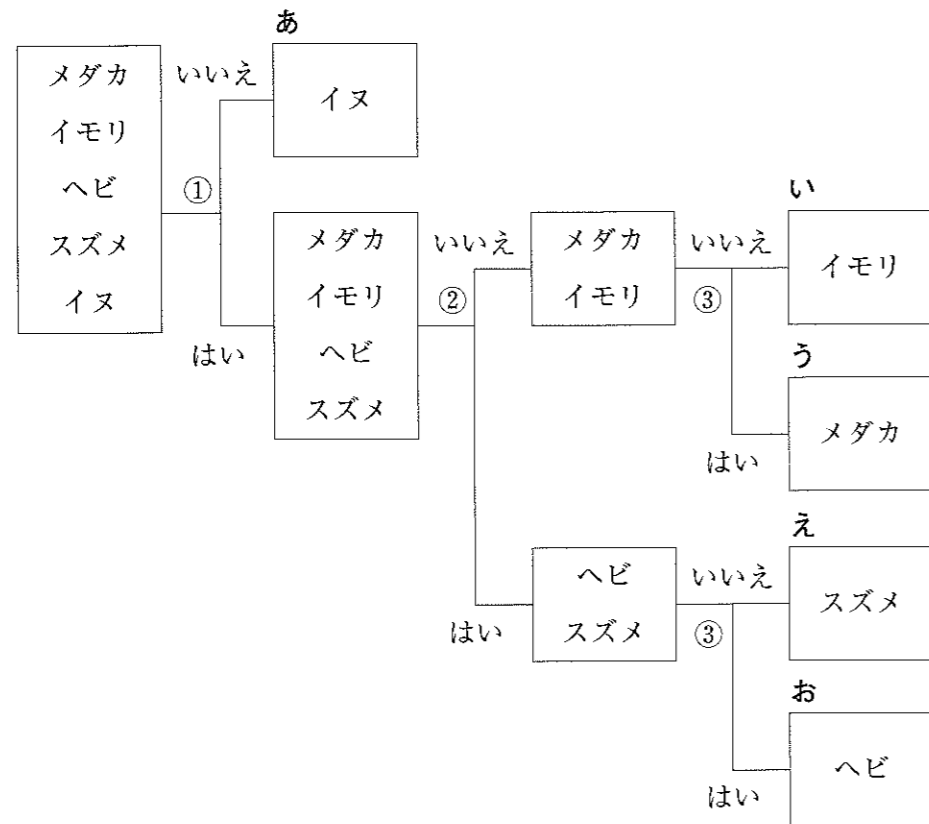 メダカ
イモリ
ヘビ
スズメ
イヌ
①
いいえ
あ
イヌ
はい
メダカ
イモリ
ヘビ
スズメ
②
いいえ
メダカ
イモリ
③
いいえ
い
イモリ
う
はい
メダカ
はい
ヘビ
スズメ
③
いいえ
え
スズメ
お
はい
ヘビ